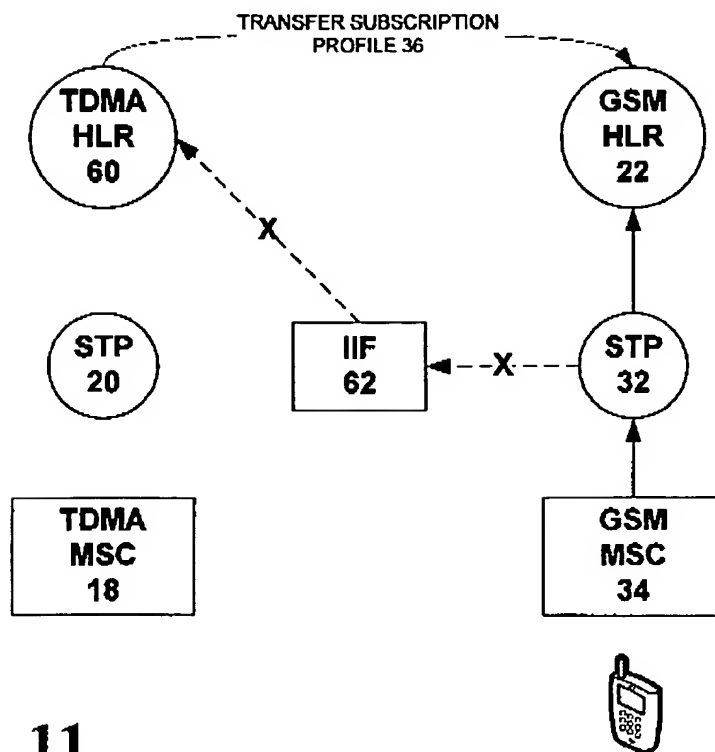 TRANSFER SUBSCRIPTION
PROFILE 36
TDMA
HLR
60
GSM
HLR
22
X
STP
20
IIF
62
X
STP
32
TDMA
MSC
18
GSM
MSC
34
11